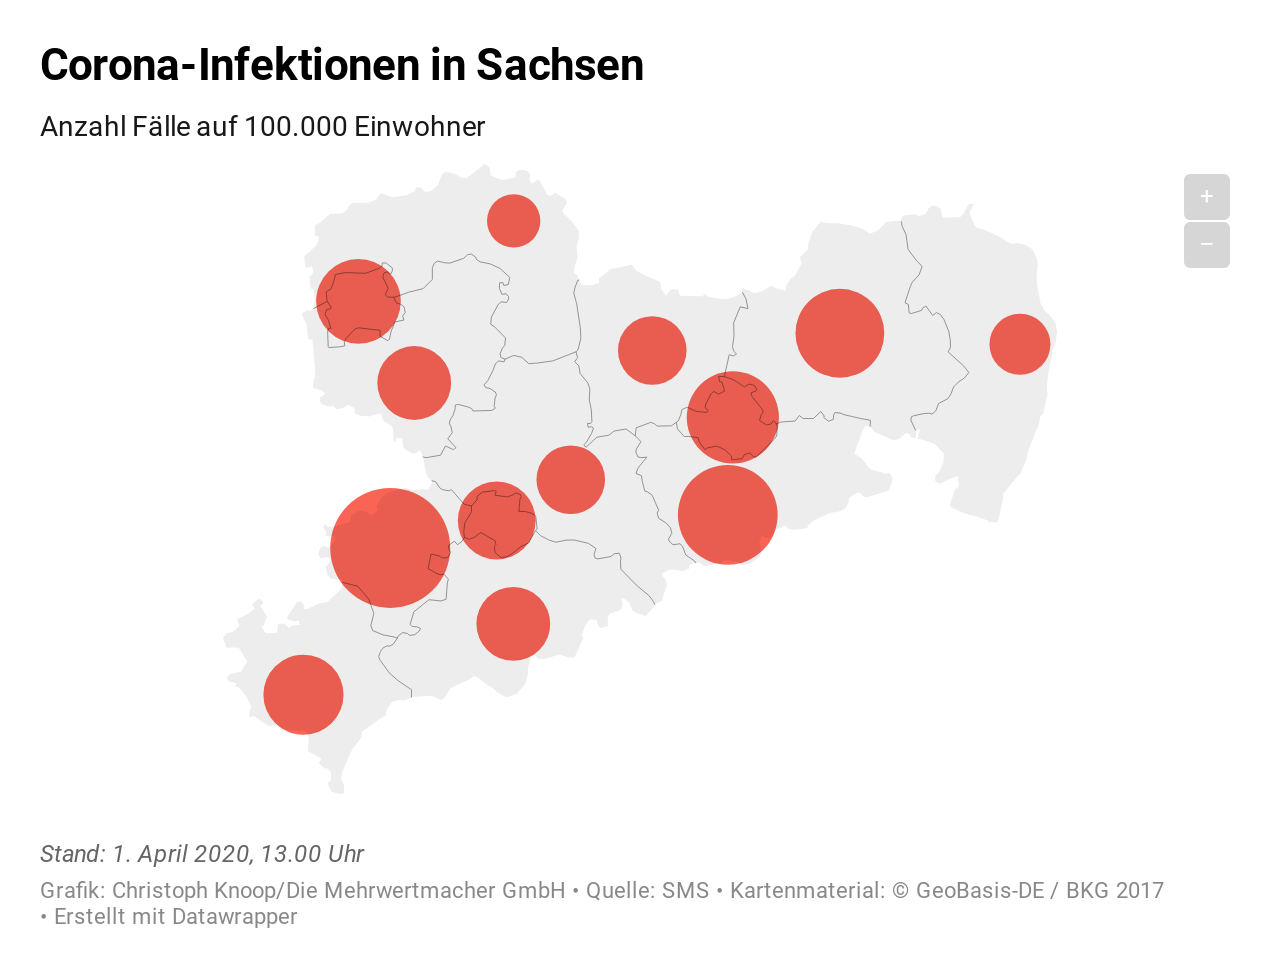 Corona-Infektionen in Sachsen
Anzahl Fälle auf 100.000 Einwohner
+
−
Stand: 1. April 2020, 13.00 Uhr
Grafik: Christoph Knoop/Die Mehrwertmacher GmbH • Quelle: SMS • Kartenmaterial: © GeoBasis-DE / BKG 2017
• Erstellt mit Datawrapper